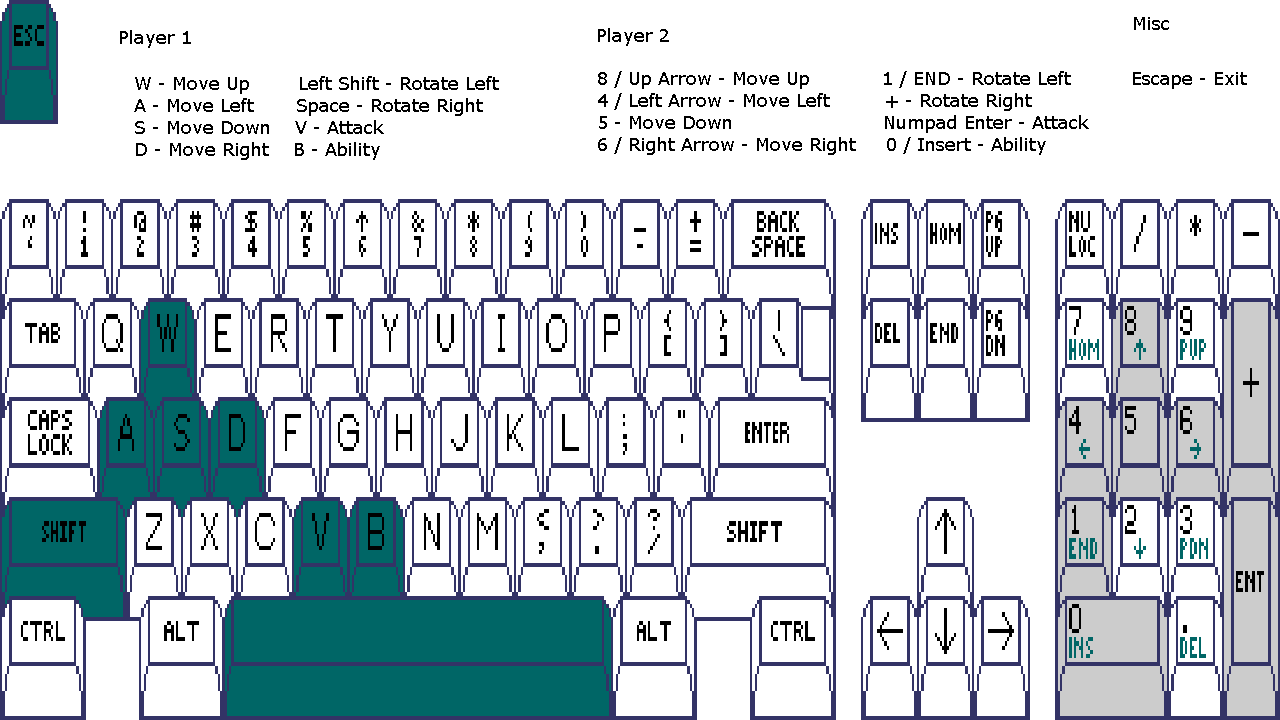 ESC
Player 1
Player 2
Misc
W - Move Up Left Shift - Rotate Left
A - Move Left Space - Rotate Right
S - Move Down V - Attack
D - Move Right B - Ability
8 / Up Arrow - Move Up 1 / END - Rotate Left
4 / Left Arrow - Move Left + - Rotate Right
5 - Move Down Numpad Enter - Attack
6 / Right Arrow - Move Right 0 / Insert - Ability
Escape - Exit
~ ! @ # $ % ↑ & * ( ) _ + BACK
' 1 2 3 4 5 6 7 8 9 0 - = SPACE
INS HOM PG UP
NU LOC / * -
TAB Q W E R T Y U I O P { [ } ] | \
DEL END PG DN
7 HOM 8 ↑ 9 PUP +
CAPS LOCK A S D F G H J K L : ; " ' ENTER
4 ← 5 6 →
SHIFT Z X C V B N M < , > . ? / SHIFT
↑
1 END 2 ↓ 3 PDN ENT
CTRL ALT ALT CTRL
← ↓ →
0 INS . DEL